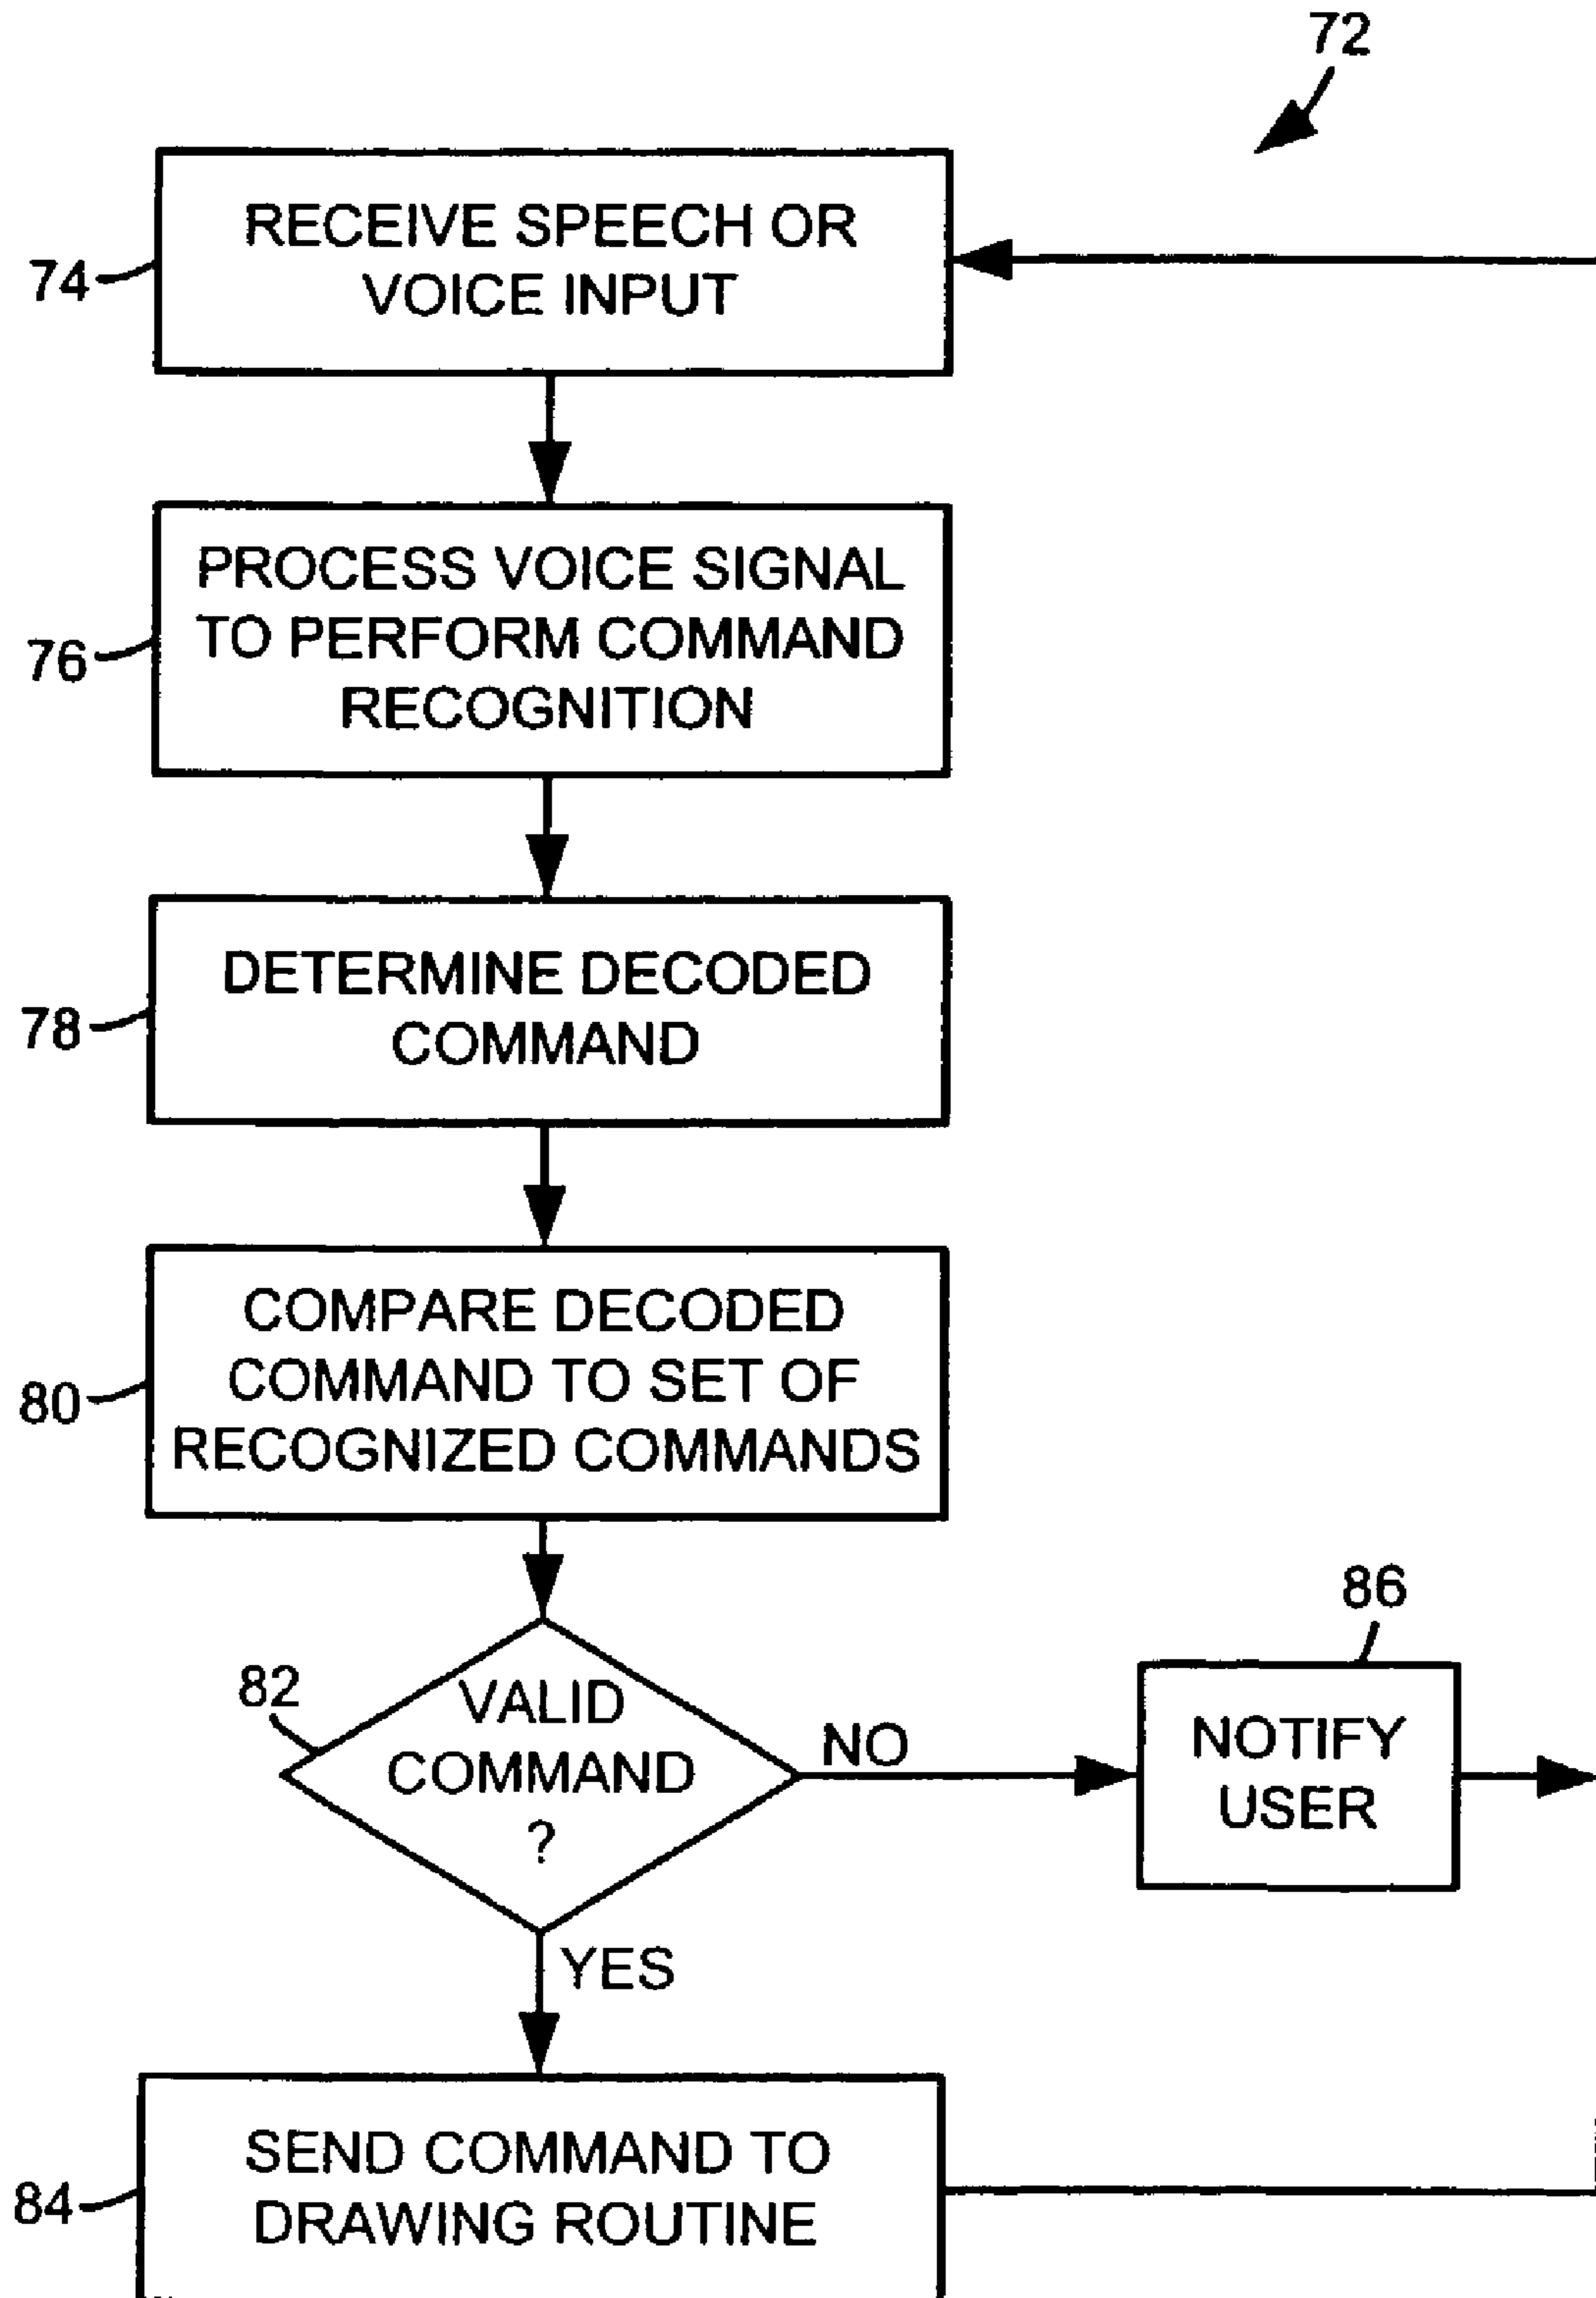 72
RECEIVE SPEECH OR
VOICE INPUT
74
PROCESS VOICE SIGNAL
TO PERFORM COMMAND
RECOGNITION
76
DETERMINE DECODED
COMMAND
78
COMPARE DECODED
COMMAND TO SET OF
RECOGNIZED COMMANDS
80
82
VALID
COMMAND
?
NO
86
NOTIFY
USER
YES
SEND COMMAND TO
DRAWING ROUTINE
84